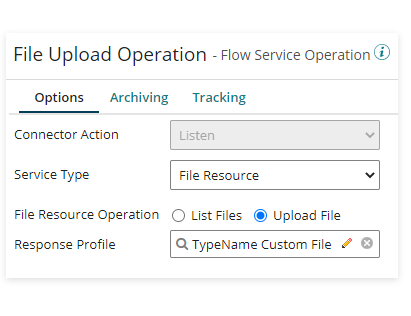 File Upload Operation - Flow Service Operation i
Options Archiving Tracking
Connector Action Listen
Service Type File Resource
File Resource Operation List Files Upload File
Response Profile TypeName Custom File